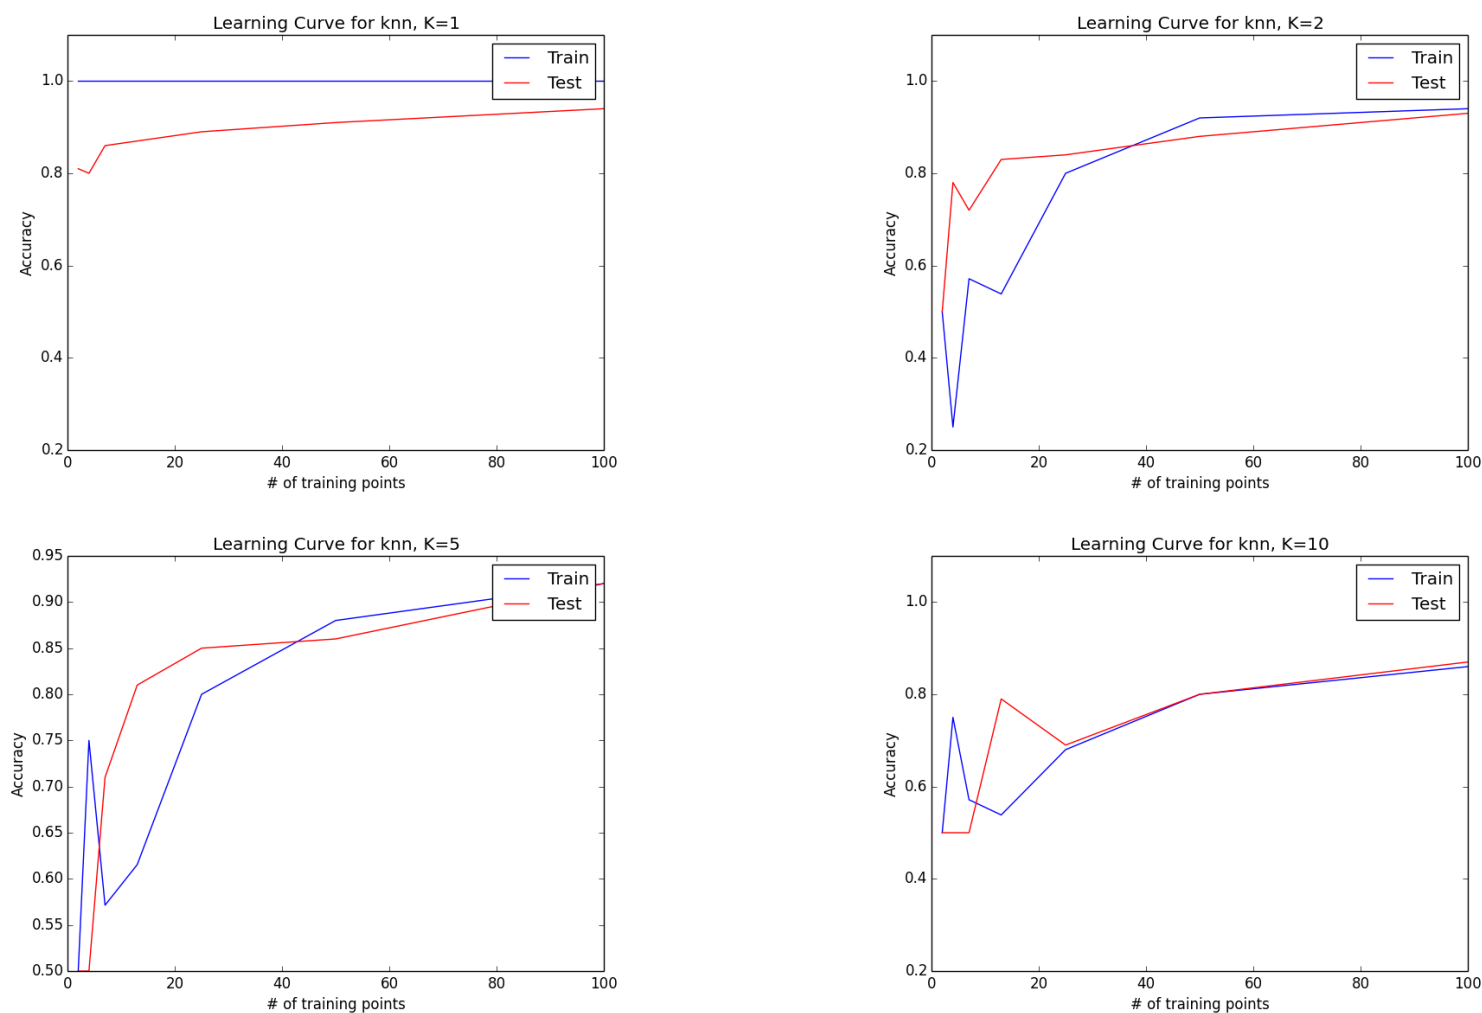 Learning Curve for knn, K=1
Train
Test
1.0
0.8
0.6
0.4
0.2
Accuracy
0 20 40 60 80 100
# of training points
Learning Curve for knn, K=2
Train
Test
1.0
0.8
0.6
0.4
0.2
Accuracy
0 20 40 60 80 100
# of training points
Learning Curve for knn, K=5
Train
Test
0.95
0.90
0.85
0.80
0.75
0.70
0.65
0.60
0.55
0.50
Accuracy
0 20 40 60 80 100
# of training points
Learning Curve for knn, K=10
Train
Test
1.0
0.8
0.6
0.4
0.2
Accuracy
0 20 40 60 80 100
# of training points